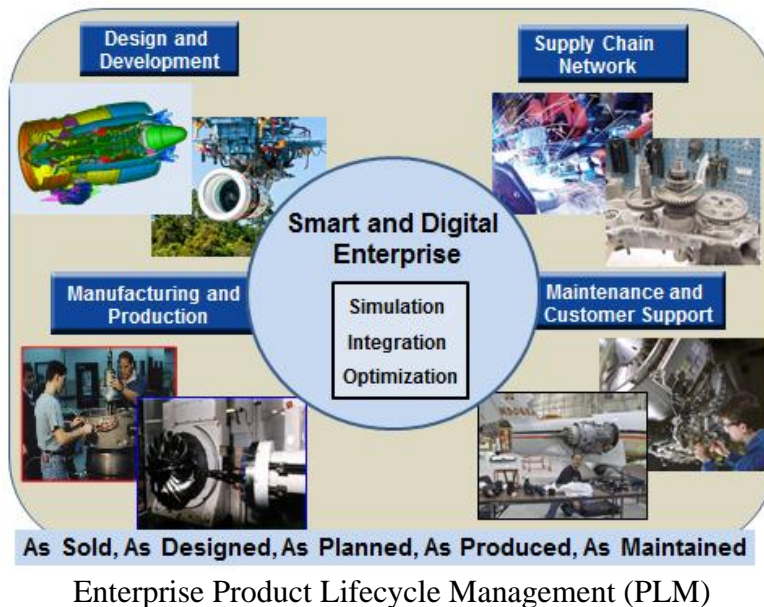 Design and
Development
Supply Chain
Network
Smart and Digital
Enterprise
Simulation
Integration
Optimization
Manufacturing and
Production
Maintenance and
Customer Support
As Sold, As Designed, As Planned, As Produced, As Maintained
Enterprise Product Lifecycle Management (PLM)